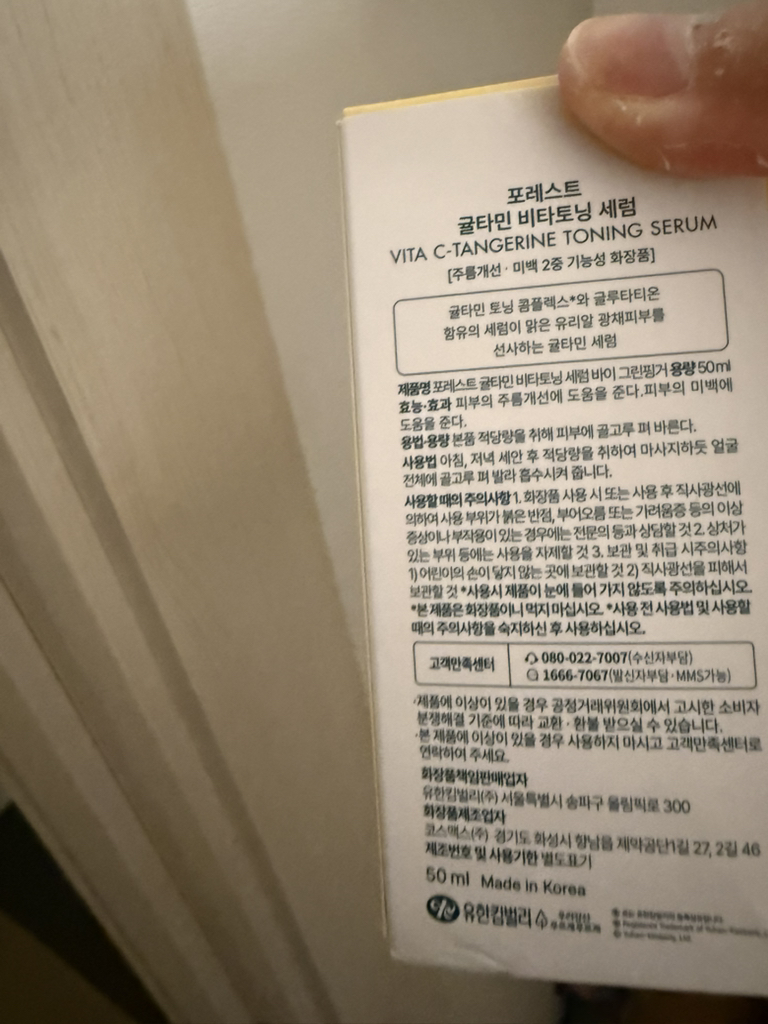 포레스트
귤타민 비타토닝 세럼
VITA C-TANGERINE TONING SERUM
[주름개선 · 미백 2중 기능성 화장품]
귤타민 토닝 콤플렉스*와 글루타티온
함유의 세럼이 맑은 유리알 광채피부를
선사하는 귤타민 세럼
제품명 포레스트 귤타민 비타토닝 세럼 바이 그린핑거 용량 50ml
효능·효과 피부의 주름개선에 도움을 준다.피부의 미백에
도움을 준다.
용법·용량 본품 적당량을 취해 피부에 골고루 펴 바른다.
사용법 아침, 저녁 세안 후 적당량을 취하여 마사지하듯 얼굴
전체에 골고루 펴 발라 흡수시켜 줍니다.
사용할 때의 주의사항 1. 화장품 사용 시 또는 사용 후 직사광선에
의하여 사용 부위가 붉은 반점, 부어오름 또는 가려움증 등의 이상
증상이나 부작용이 있는 경우에는 전문의 등과 상담할 것 2. 상처가
있는 부위 등에는 사용을 자제할 것 3. 보관 및 취급 시주의사항
1) 어린이의 손이 닿지 않는 곳에 보관할 것 2) 직사광선을 피해서
보관할 것 *사용시 제품이 눈에 들어 가지 않도록 주의하십시오.
*본 제품은 화장품이니 먹지 마십시오. *사용 전 사용법 및 사용할
때의 주의사항을 숙지하신 후 사용하십시오.
고객만족센터
080-022-7007(수신자부담)
1666-7067(발신자부담·MMS가능)
·제품에 이상이 있을 경우 공정거래위원회에서 고시한 소비자
분쟁해결 기준에 따라 교환 · 환불 받으실 수 있습니다.
·본 제품에 이상이 있을 경우 사용하지 마시고 고객만족센터로
연락하여 주세요.
화장품책임판매업자
유한킴벌리(주) 서울특별시 송파구 올림픽로 300
화장품제조업자
코스맥스(주) 경기도 화성시 향남읍 제약공단1길 27, 2길 46
제조번호 및 사용기한 별도표기
50 ml Made in Korea
유한킴벌리 우리강산 푸르게푸르게